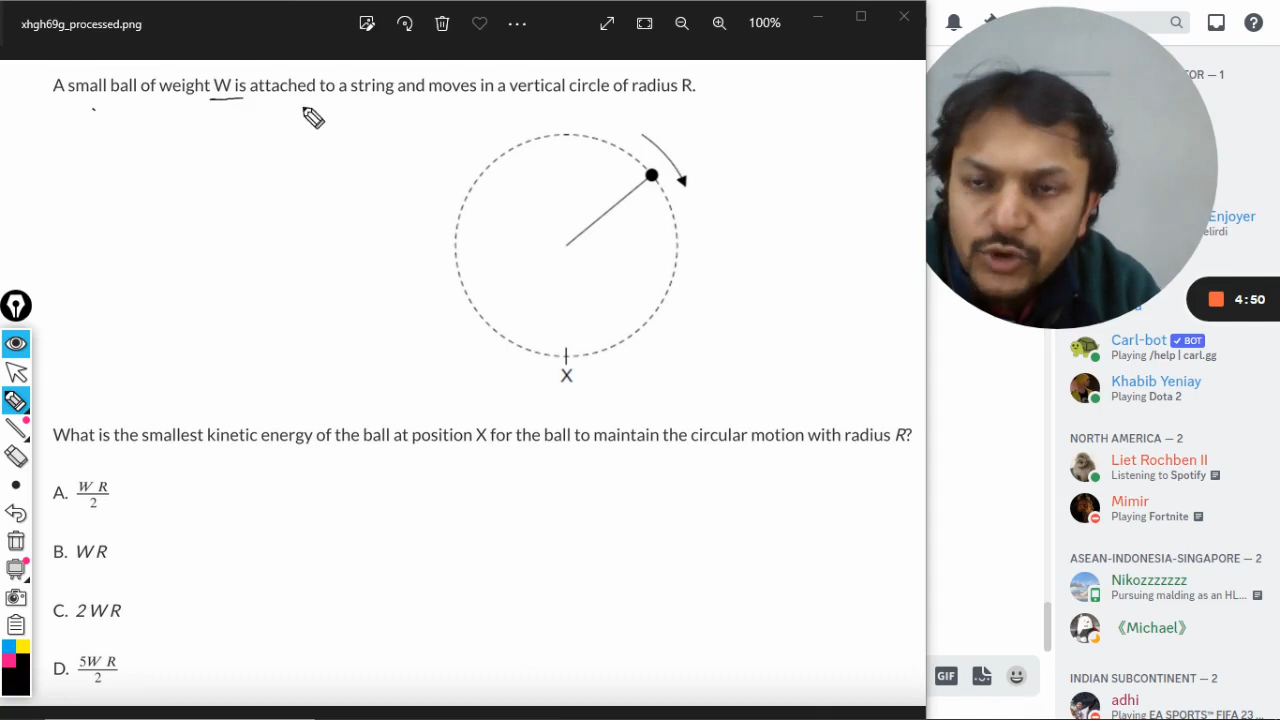 xhgh69g_processed.png
100%
A small ball of weight W is attached to a string and moves in a vertical circle of radius R.
X
What is the smallest kinetic energy of the ball at position X for the ball to maintain the circular motion with radius R?
A. W R / 2
B. W R
C. 2 W R
D. 5W R / 2
TOR — 1
Enjoyer
elirdi
4:50
Carl-bot ✓ BOT
Playing /help | carl.gg
Khabib Yeniay
Playing Dota 2
NORTH AMERICA — 2
Liet Rochben II
Listening to Spotify
Mimir
Playing Fortnite
ASEAN-INDONESIA-SINGAPORE — 2
Nikozzzzzzz
Pursuing malding as an HL...
《Michael》
GIF
INDIAN SUBCONTINENT — 2
adhi
Playing EA SPORTS™ FIFA 23